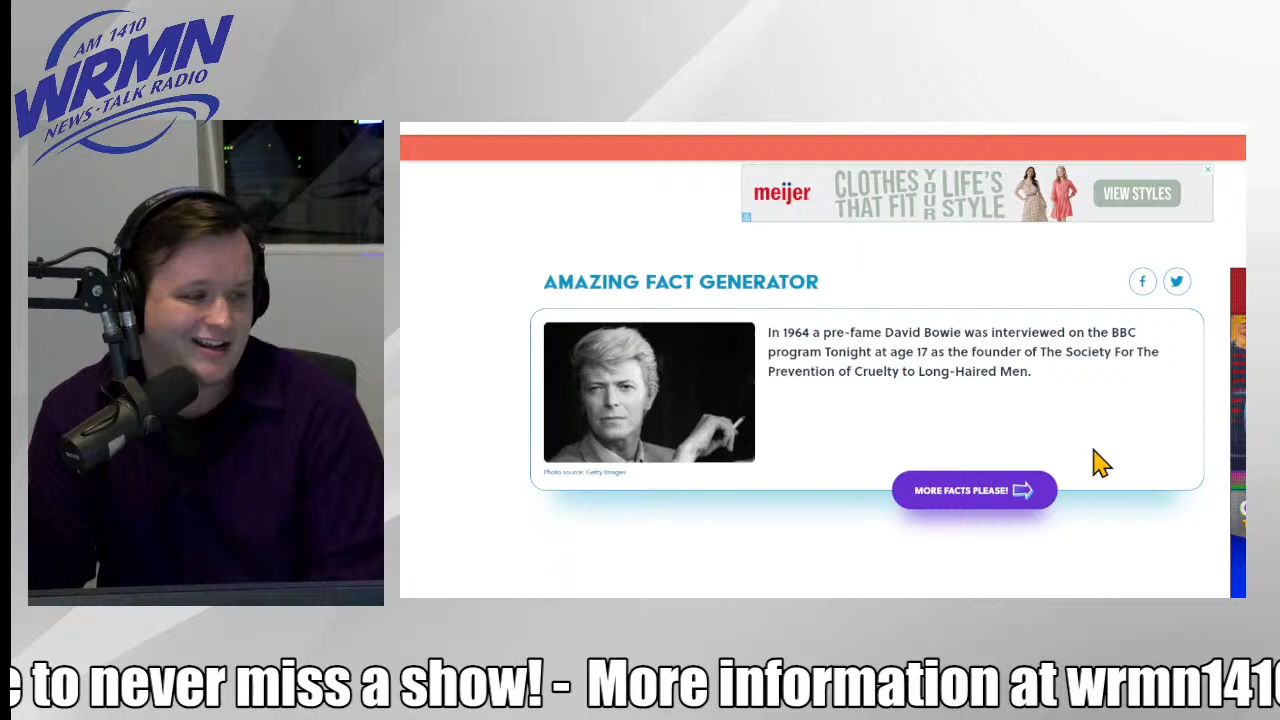 AM 1410
WRMN
NEWS·TALK RADIO
meijer
CLOTHES
THAT FIT
YOUR
LIFE'S
STYLE
VIEW STYLES
AMAZING FACT GENERATOR
In 1964 a pre-fame David Bowie was interviewed on the BBC
program Tonight at age 17 as the founder of The Society For The
Prevention of Cruelty to Long-Haired Men.
Photo source: Getty Images
MORE FACTS PLEASE!
e to never miss a show! - More information at wrmn1410